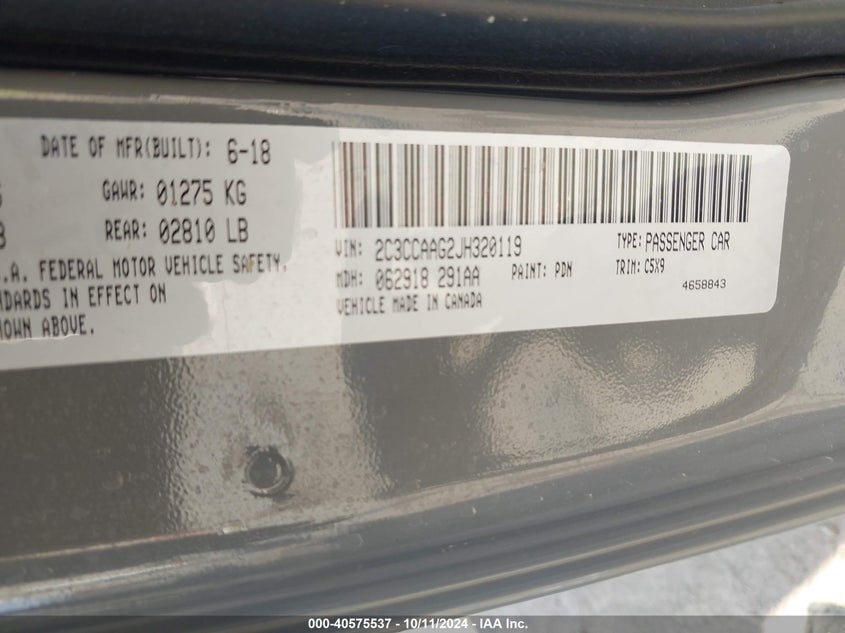 DATE OF MFR(BUILT): 6-18
GAWR: 01275 KG
REAR: 02810 LB
.A. FEDERAL MOTOR VEHICLE SAFETY.
NDARDS IN EFFECT ON
HOWN ABOVE.
VIN: 2C3CCAAG2JH320119
TYPE: PASSENGER CAR
MDH: 062918 291AA
PAINT: PDN
TRIM: C5X9
VEHICLE MADE IN CANADA
4658843
000-40575537 - 10/11/2024 - IAA Inc.